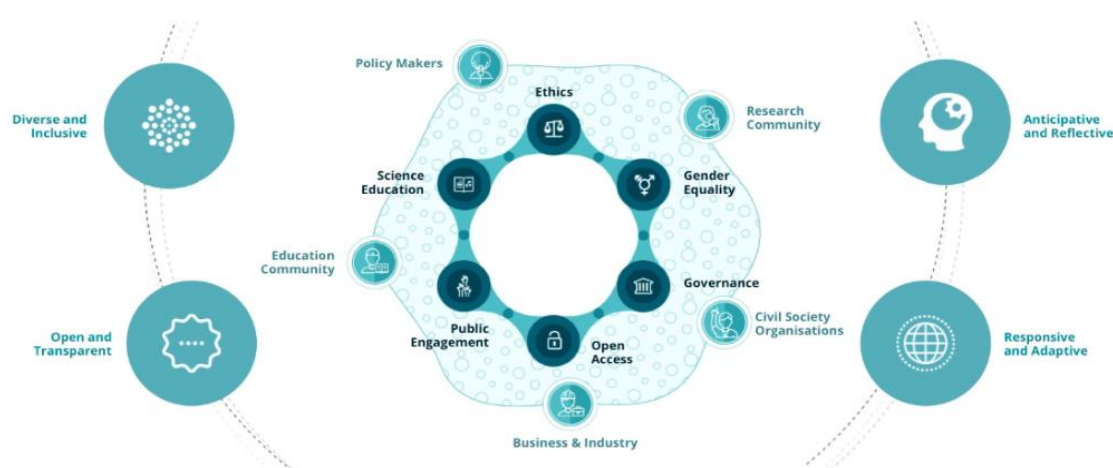 Policy Makers
Ethics
Research
Community
Diverse and
Inclusive
Anticipative
and Reflective
Science
Education
Gender
Equality
Education
Community
Governance
Civil Society
Organisations
Open and
Transparent
Public
Engagement
Open
Access
Responsive
and Adaptive
Business & Industry